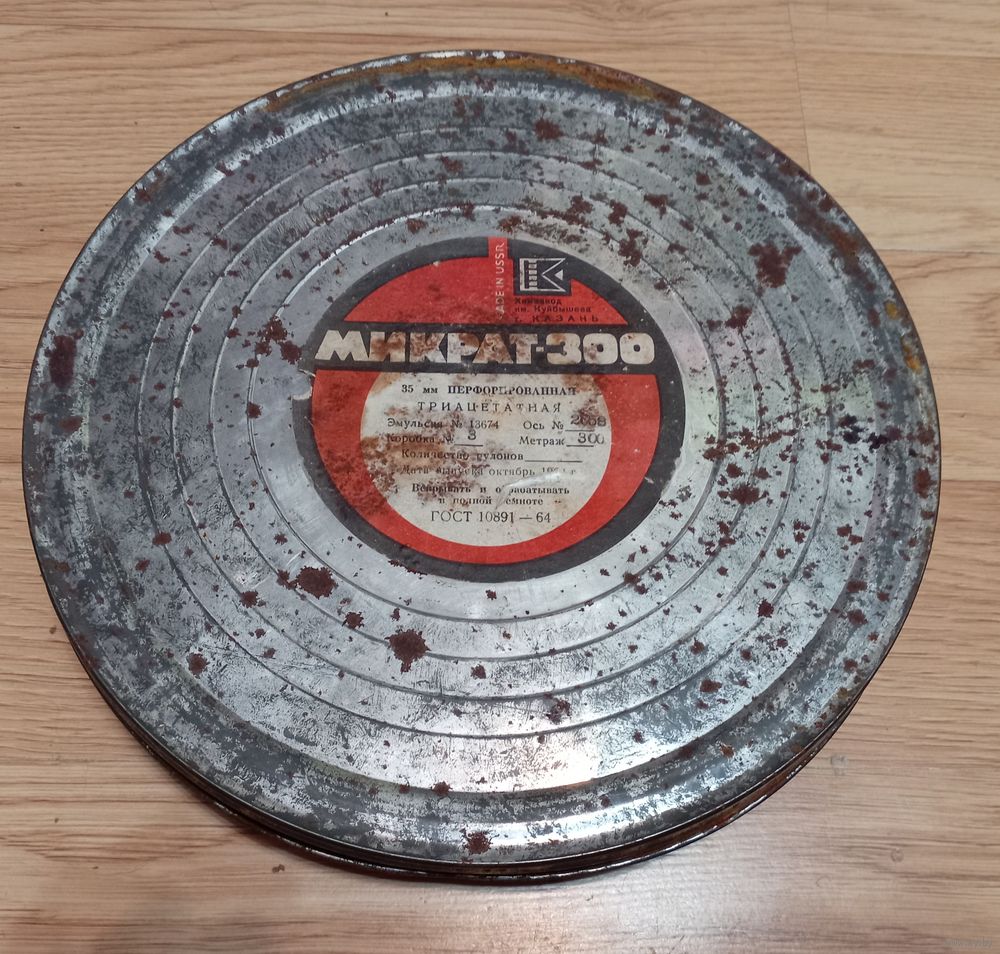 MADE IN USSR
Химзавод
им. Куйбышева
г. КАЗАНЬ
МИКРАТ-300
35 мм ПЕРФОРИРОВАННАЯ
ТРИАЦЕТАТНАЯ
Эмульсия № 13674 Ось №
Коробка № 3 Метраж 300
Количество рулонов
Дата выпуска октябрь
Вскрывать и обрабатывать
в полной темноте
ГОСТ 10891—64